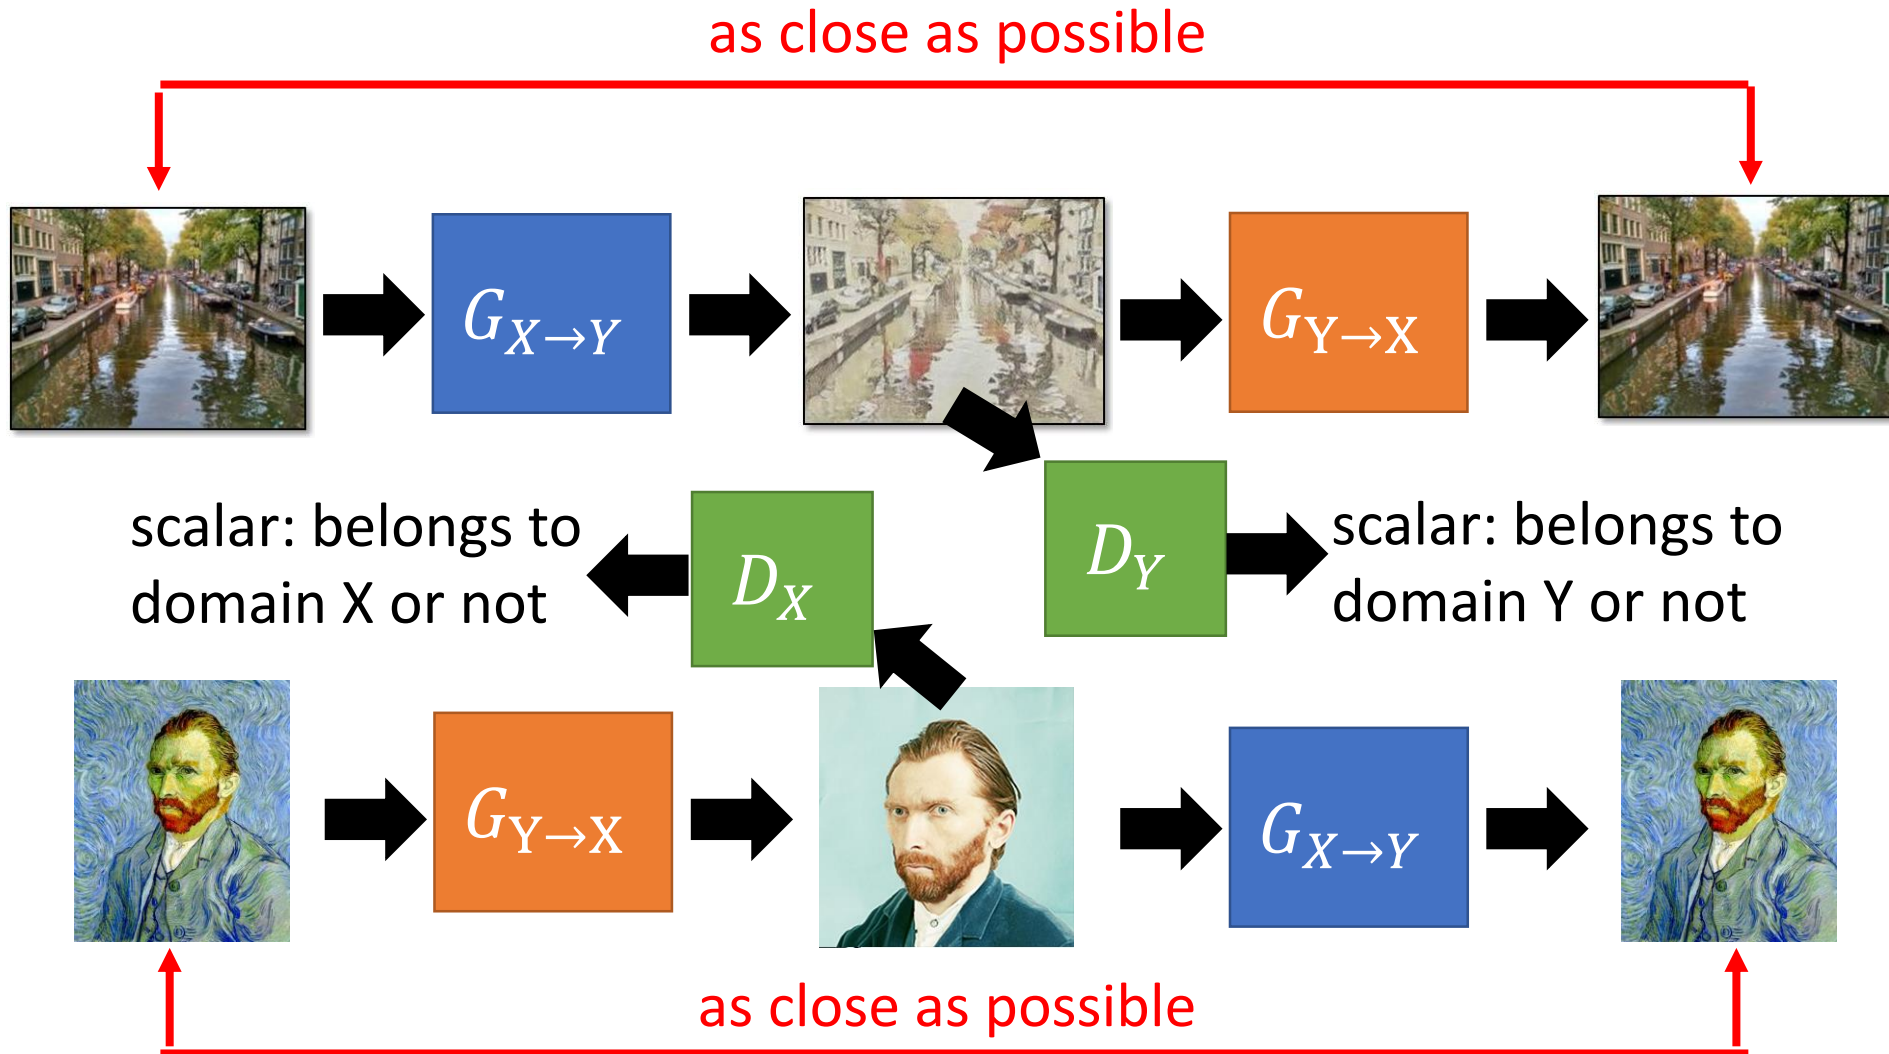 as close as possible
G_{X→Y}
G_{Y→X}
scalar: belongs to
domain X or not
D_X
D_Y
scalar: belongs to
domain Y or not
G_{Y→X}
G_{X→Y}
as close as possible